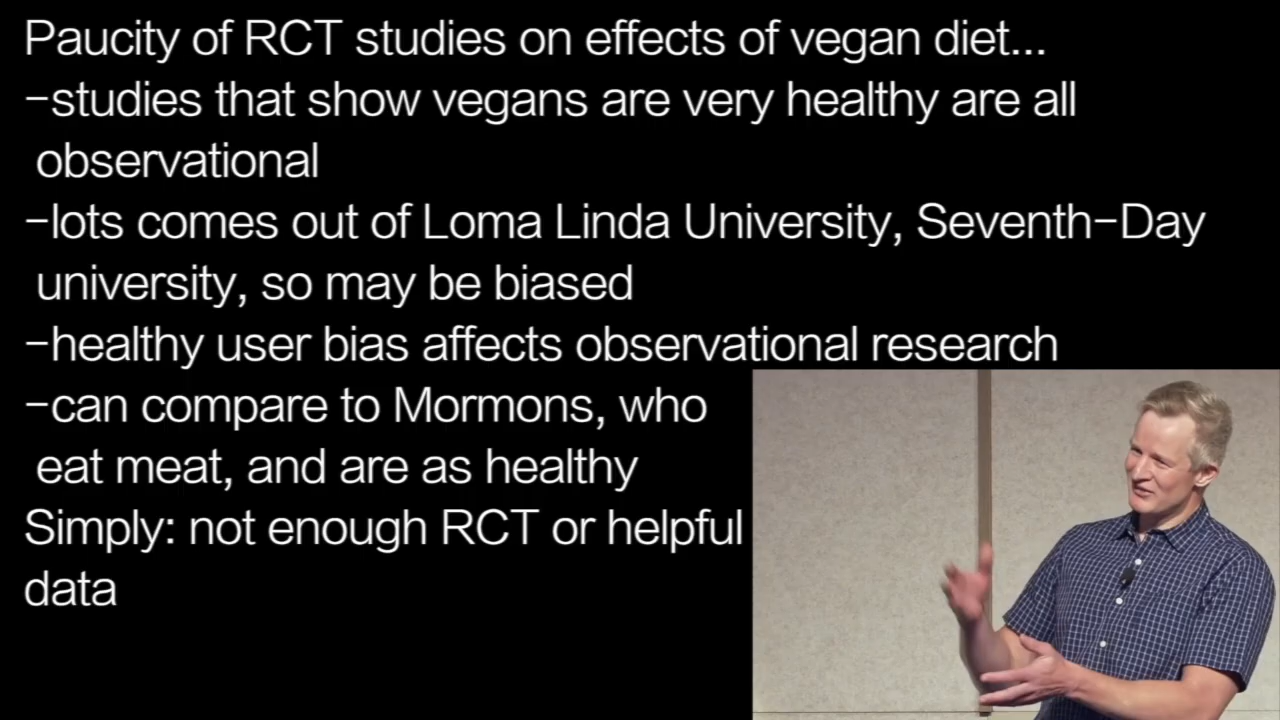 Paucity of RCT studies on effects of vegan diet...
-studies that show vegans are very healthy are all
observational
-lots comes out of Loma Linda University, Seventh-Day
university, so may be biased
-healthy user bias affects observational research
-can compare to Mormons, who
eat meat, and are as healthy
Simply: not enough RCT or helpful
data